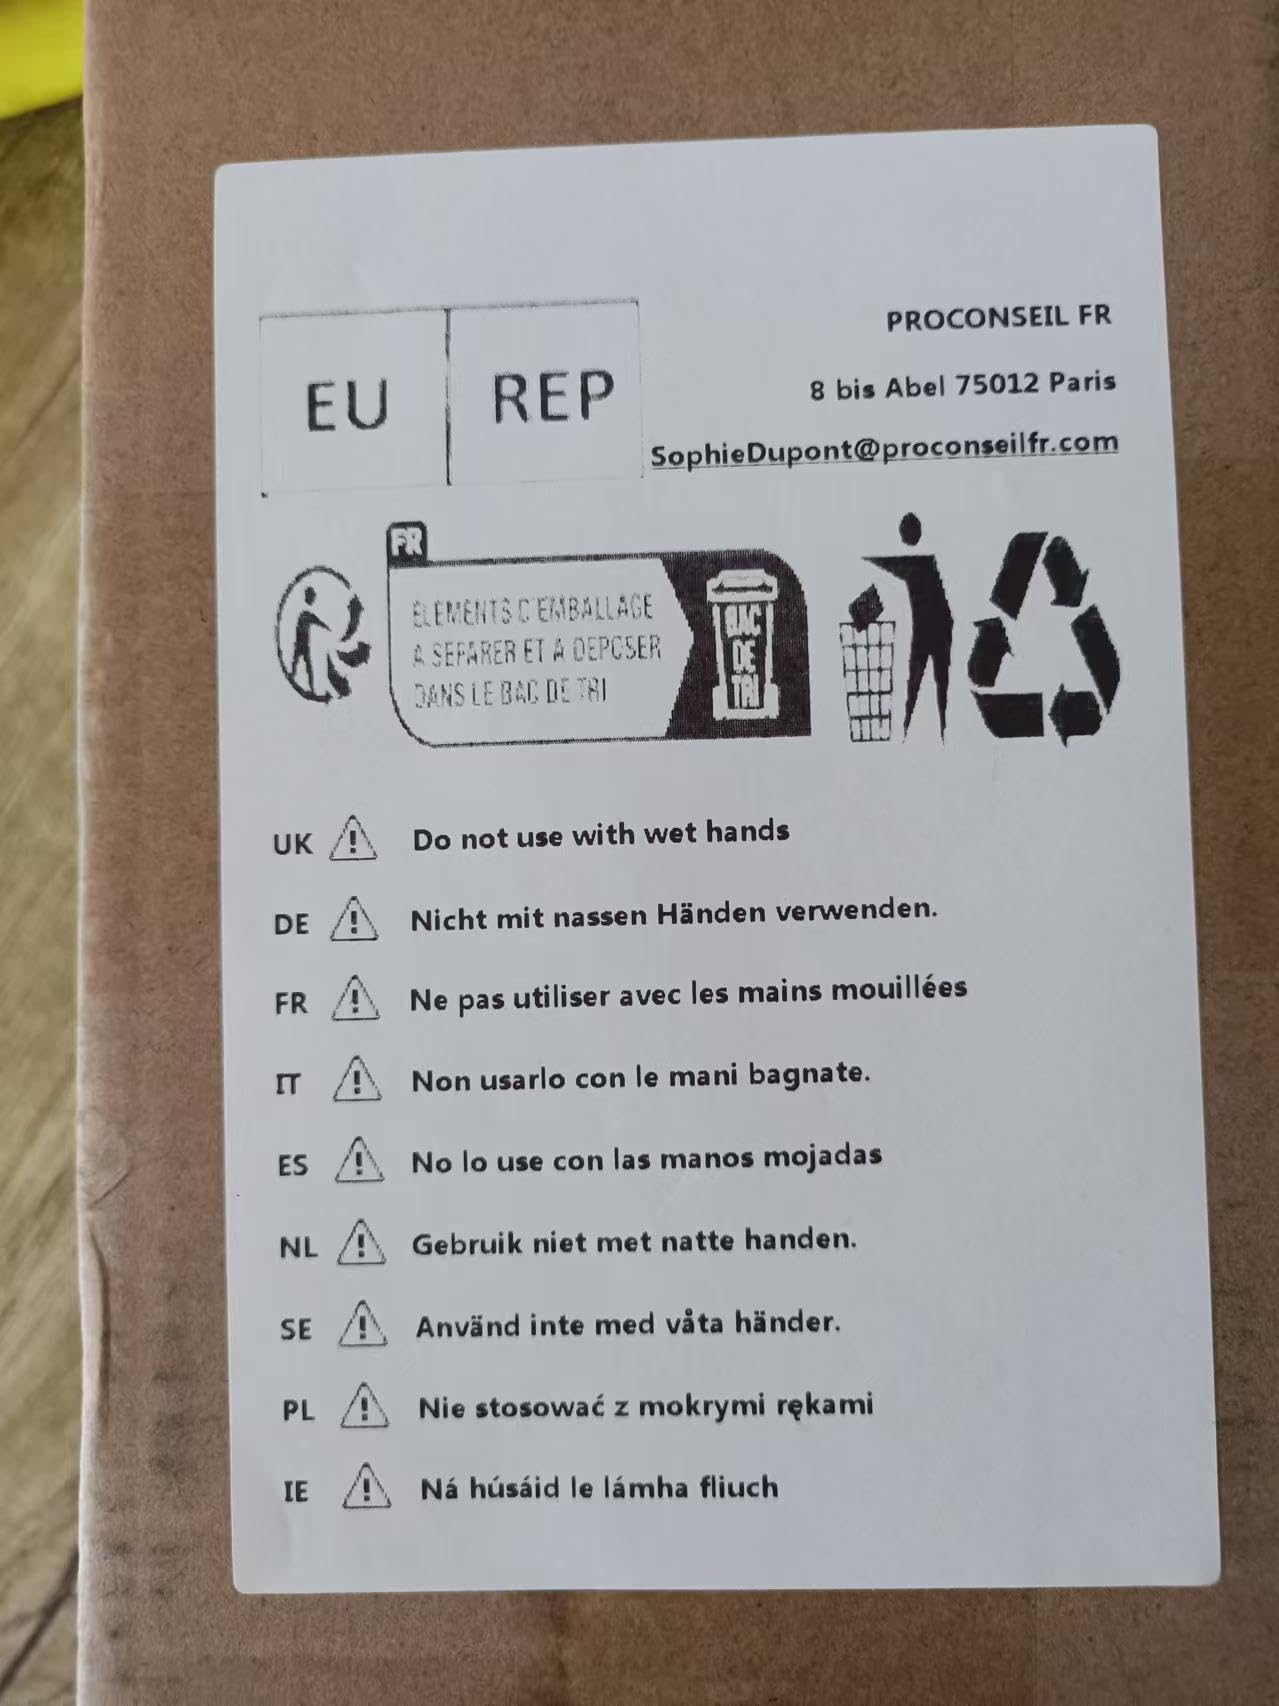 EU REP
PROCONSEIL FR
8 bis Abel 75012 Paris
SophieDupont@proconseilfr.com
FR
ELEMENTS D'EMBALLAGE
A SEPARER ET A DEPOSER
DANS LE BAC DE TRI
BAC
DE
TRI
UK Do not use with wet hands
DE Nicht mit nassen Händen verwenden.
FR Ne pas utiliser avec les mains mouillées
IT Non usarlo con le mani bagnate.
ES No lo use con las manos mojadas
NL Gebruik niet met natte handen.
SE Använd inte med våta händer.
PL Nie stosować z mokrymi rękami
IE Ná húsáid le lámha fliuch